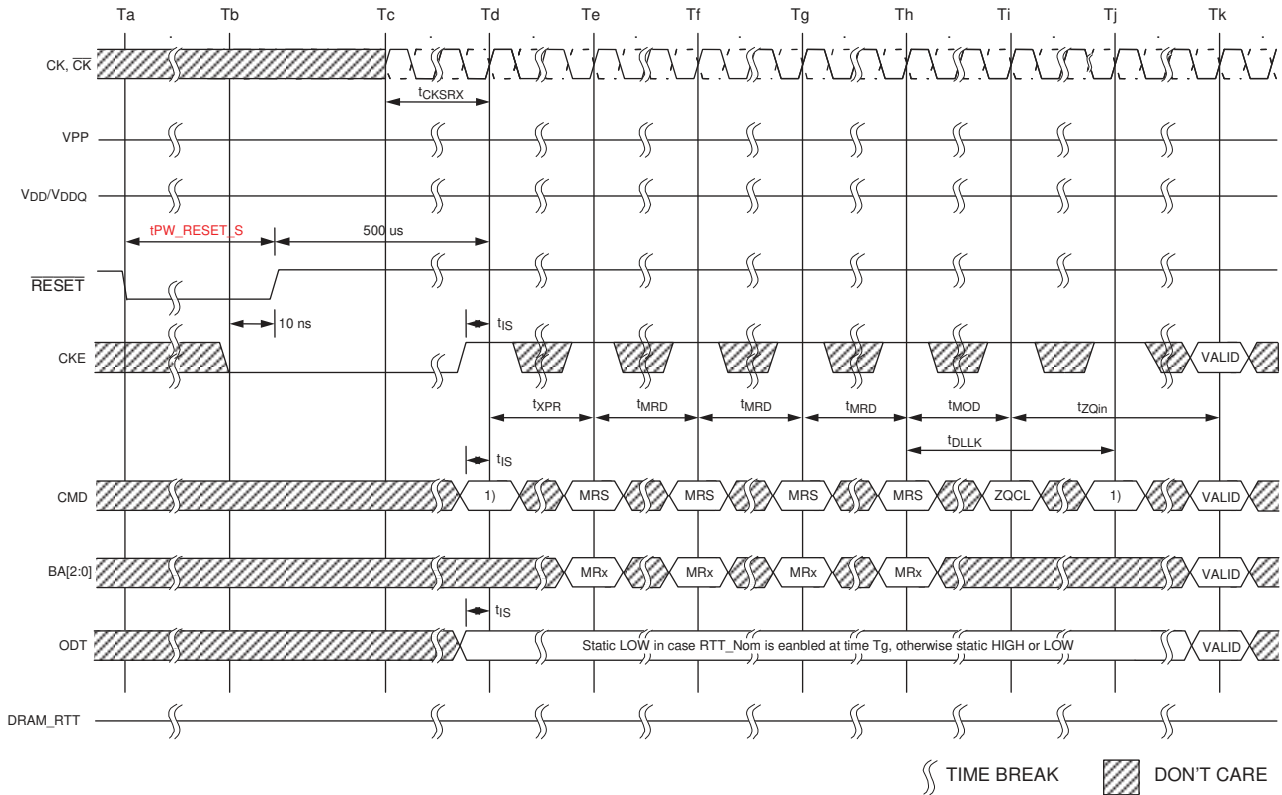 Ta Tb Tc Td Te Tf Tg Th Ti Tj Tk
CK, CK
tCKSRX
VPP
VDD/VDDQ
tPW_RESET_S 500 us
RESET
10 ns tIS
CKE VALID
tXPR tMRD tMRD tMRD tMOD tZQin
tDLLK
tIS
CMD 1) MRS MRS MRS MRS ZQCL 1) VALID
BA[2:0] MRx MRx MRx MRx VALID
tIS
ODT Static LOW in case RTT_Nom is eanbled at time Tg, otherwise static HIGH or LOW VALID
DRAM_RTT
TIME BREAK DON'T CARE